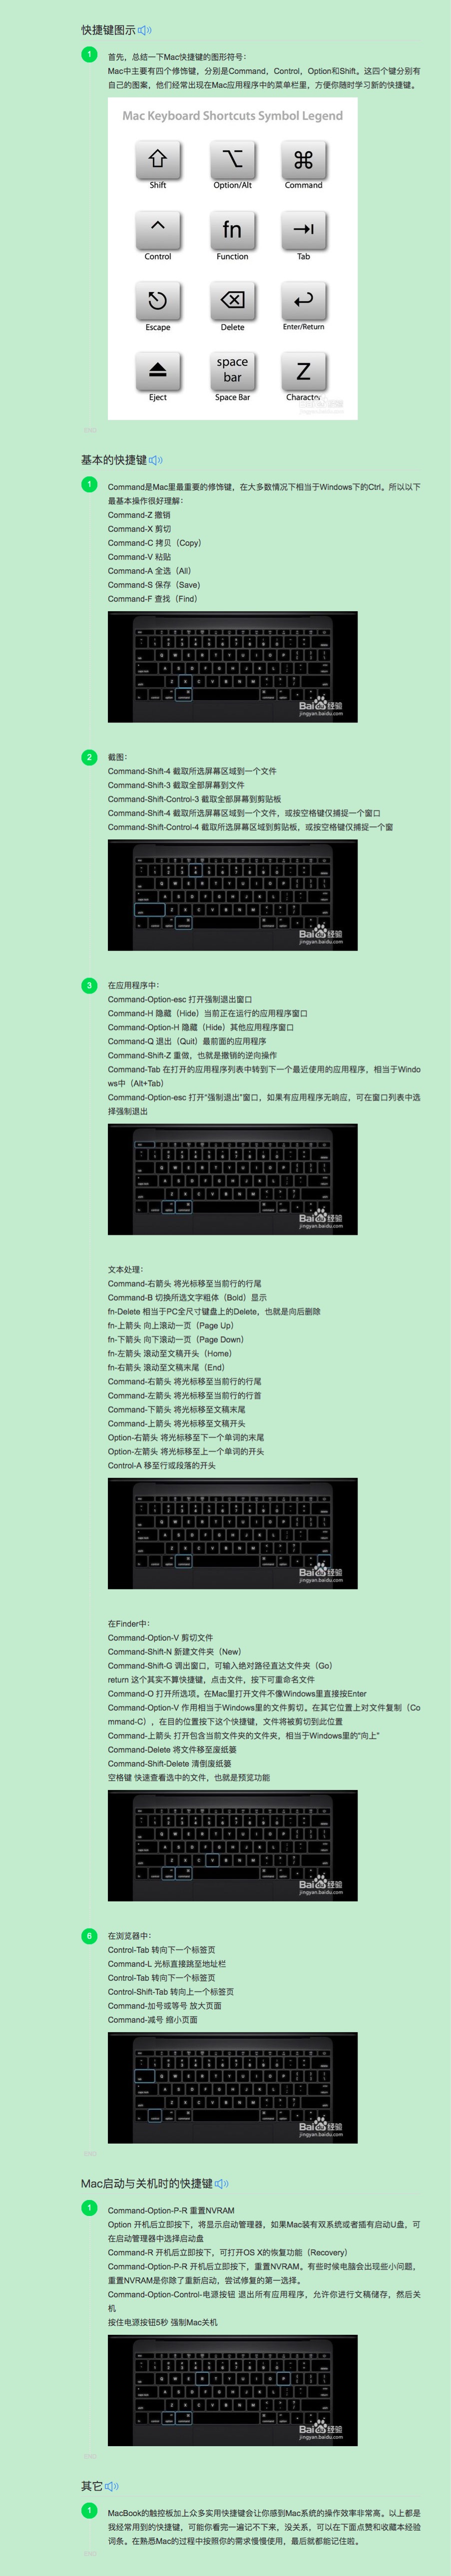 快捷键图示
1
首先，总结一下Mac快捷键的图形符号：
Mac中主要有四个修饰键，分别是Command，Control，Option和Shift。这四个键分别有
自己的图案，他们经常出现在Mac应用程序中的菜单栏里，方便你随时学习新的快捷键。
Mac Keyboard Shortcuts Symbol Legend
Shift
Option/Alt
Command
fn
Control
Function
Tab
Escape
Delete
Enter/Return
space
bar
Z
Eject
Space Bar
Character
END
基本的快捷键
1
Command是Mac里最重要的修饰键，在大多数情况下相当于Windows下的Ctrl。所以以下
最基本操作很好理解：
Command-Z 撤销
Command-X 剪切
Command-C 拷贝（Copy）
Command-V 粘贴
Command-A 全选（All）
Command-S 保存（Save)
Command-F 查找（Find）
Bai 经验
jingyan.baidu.com
2
截图：
Command-Shift-4 截取所选屏幕区域到一个文件
Command-Shift-3 截取全部屏幕到文件
Command-Shift-Control-3 截取全部屏幕到剪贴板
Command-Shift-4 截取所选屏幕区域到一个文件，或按空格键仅捕捉一个窗口
Command-Shift-Control-4 截取所选屏幕区域到剪贴板，或按空格键仅捕捉一个窗
Bai 经验
jingyan.baidu.com
3
在应用程序中：
Command-Option-esc 打开强制退出窗口
Command-H 隐藏（Hide）当前正在运行的应用程序窗口
Command-Option-H 隐藏（Hide）其他应用程序窗口
Command-Q 退出（Quit）最前面的应用程序
Command-Shift-Z 重做，也就是撤销的逆向操作
Command-Tab 在打开的应用程序列表中转到下一个最近使用的应用程序，相当于Windo
ws中（Alt+Tab）
Command-Option-esc 打开“强制退出”窗口，如果有应用程序无响应，可在窗口列表中选
择强制退出
Bai 经验
jingyan.baidu.com
文本处理：
Command-右箭头 将光标移至当前行的行尾
Command-B 切换所选文字粗体（Bold）显示
fn-Delete 相当于PC全尺寸键盘上的Delete，也就是向后删除
fn-上箭头 向上滚动一页（Page Up）
fn-下箭头 向下滚动一页（Page Down）
fn-左箭头 滚动至文稿开头（Home）
fn-右箭头 滚动至文稿末尾（End）
Command-右箭头 将光标移至当前行的行尾
Command-左箭头 将光标移至当前行的行首
Command-下箭头 将光标移至文稿末尾
Command-上箭头 将光标移至文稿开头
Option-右箭头 将光标移至下一个单词的末尾
Option-左箭头 将光标移至上一个单词的开头
Control-A 移至行或段落的开头
Bai 经验
jingyan.baidu.com
在Finder中：
Command-Option-V 剪切文件
Command-Shift-N 新建文件夹（New）
Command-Shift-G 调出窗口，可输入绝对路径直达文件夹（Go）
return 这个其实不算快捷键，点击文件，按下可重命名文件
Command-O 打开所选项。在Mac里打开文件不像Windows里直接按Enter
Command-Option-V 作用相当于Windows里的文件剪切。在其它位置上对文件复制（Co
mmand-C），在目的位置按下这个快捷键，文件将被剪切到此位置
Command-上箭头 打开包含当前文件夹的文件夹，相当于Windows里的“向上”
Command-Delete 将文件移至废纸篓
Command-Shift-Delete 清倒废纸篓
空格键 快速查看选中的文件，也就是预览功能
Bai 经验
jingyan.baidu.com
6
在浏览器中：
Control-Tab 转向下一个标签页
Command-L 光标直接跳至地址栏
Control-Tab 转向下一个标签页
Control-Shift-Tab 转向上一个标签页
Command-加号或等号 放大页面
Command-减号 缩小页面
Bai 经验
jingyan.baidu.com
END
Mac启动与关机时的快捷键
1
Command-Option-P-R 重置NVRAM
Option 开机后立即按下，将显示启动管理器，如果Mac装有双系统或者插有启动U盘，可
在启动管理器中选择启动盘
Command-R 开机后立即按下，可打开OS X的恢复功能（Recovery）
Command-Option-P-R 开机后立即按下，重置NVRAM。有些时候电脑会出现些小问题，
重置NVRAM是你除了重新启动，尝试修复的第一选择。
Command-Option-Control-电源按钮 退出所有应用程序，允许你进行文稿储存，然后关
机
按住电源按钮5秒 强制Mac关机
Bai 经验
jingyan.baidu.com
END
其它
1
MacBook的触控板加上众多实用快捷键会让你感到Mac系统的操作效率非常高。以上都是
我经常用到的快捷键，可能你看完一遍记不下来，没关系，可以在下面点赞和收藏本经验
词条。在熟悉Mac的过程中按照你的需求慢慢使用，最后就都能记住啦。
END